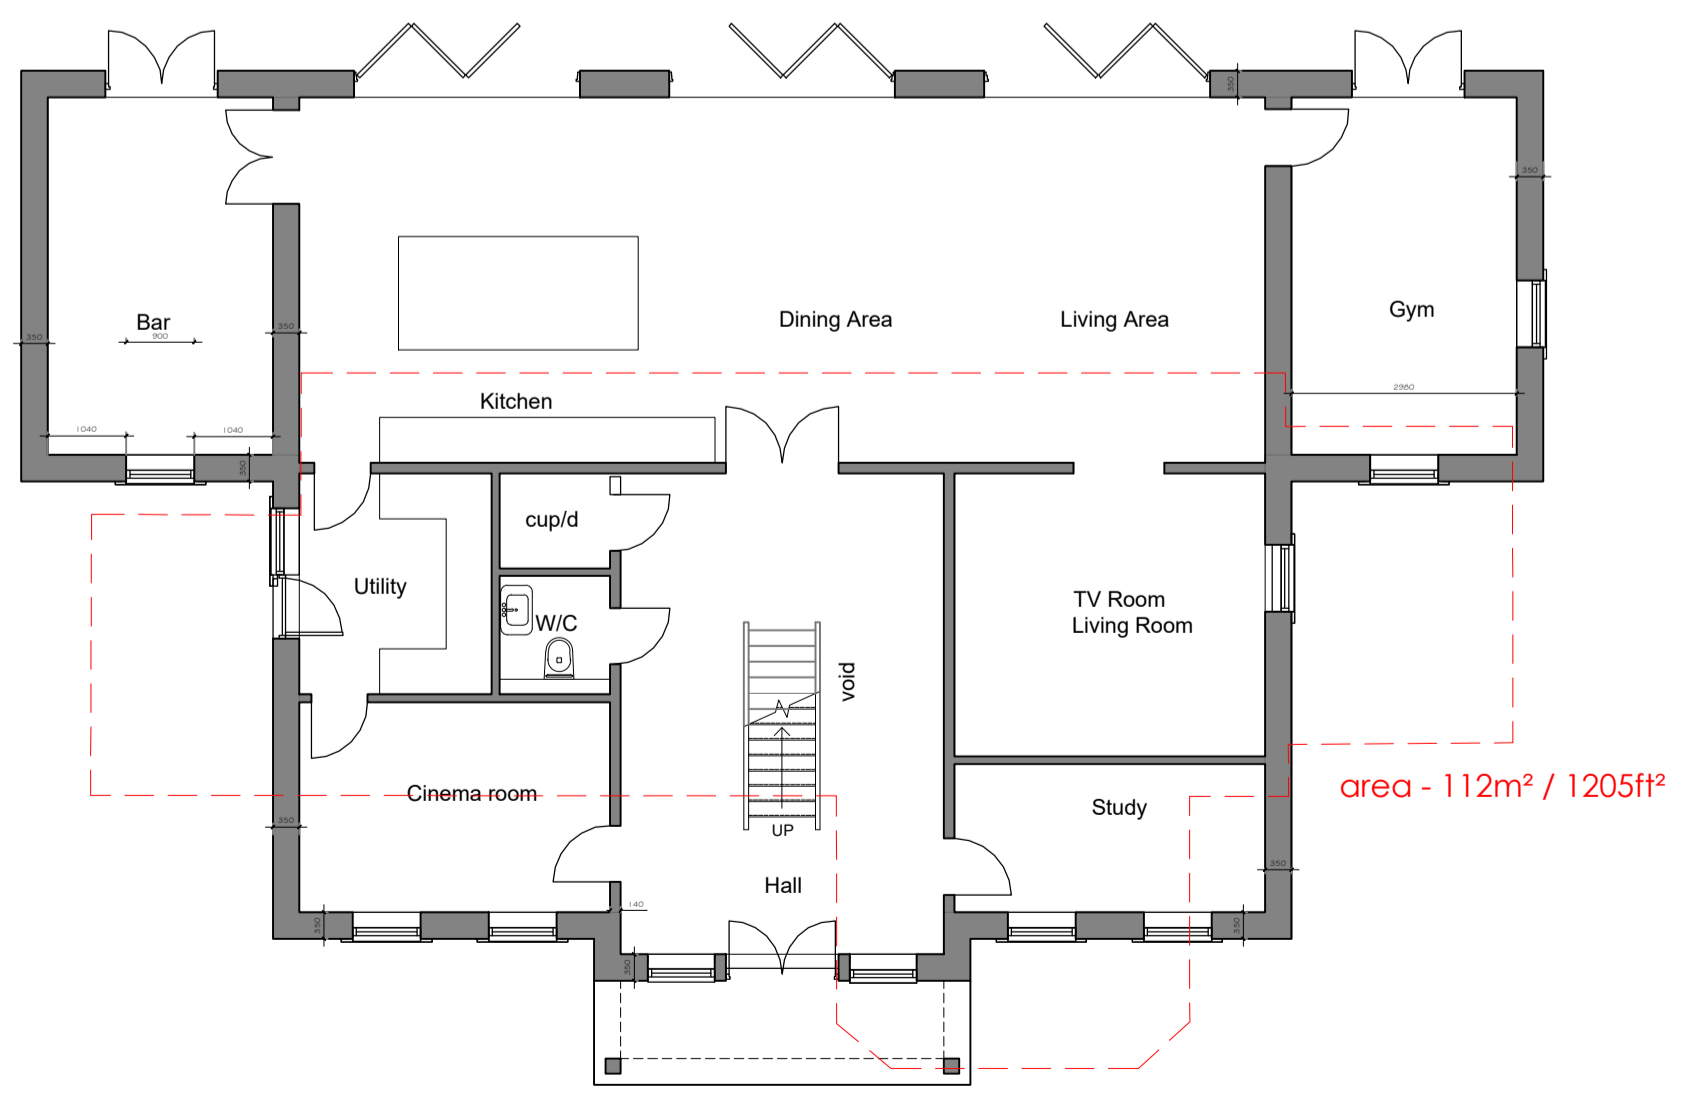 350
350
Bar
900
350
350
1040
1040
350
Dining Area
Living Area
Gym
2980
Kitchen
cup/d
Utility
W/C
TV Room
Living Room
void
area - 112m² / 1205ft²
Cinema room
Study
350
UP
350
Hall
140
350
350
350